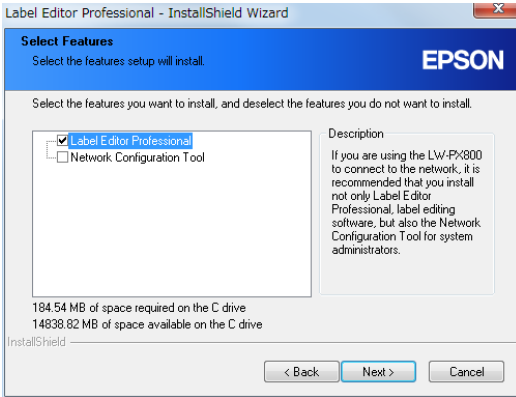 Label Editor Professional - InstallShield Wizard
Select Features
Select the features setup will install.
EPSON
Select the features you want to install, and deselect the features you do not want to install.
Label Editor Professional
Network Configuration Tool
Description
If you are using the LW-PX800
to connect to the network, it is
recommended that you install
not only Label Editor
Professional, label editing
software, but also the Network
Configuration Tool for system
administrators.
184.54 MB of space required on the C drive
14838.82 MB of space available on the C drive
InstallShield
< Back
Next >
Cancel